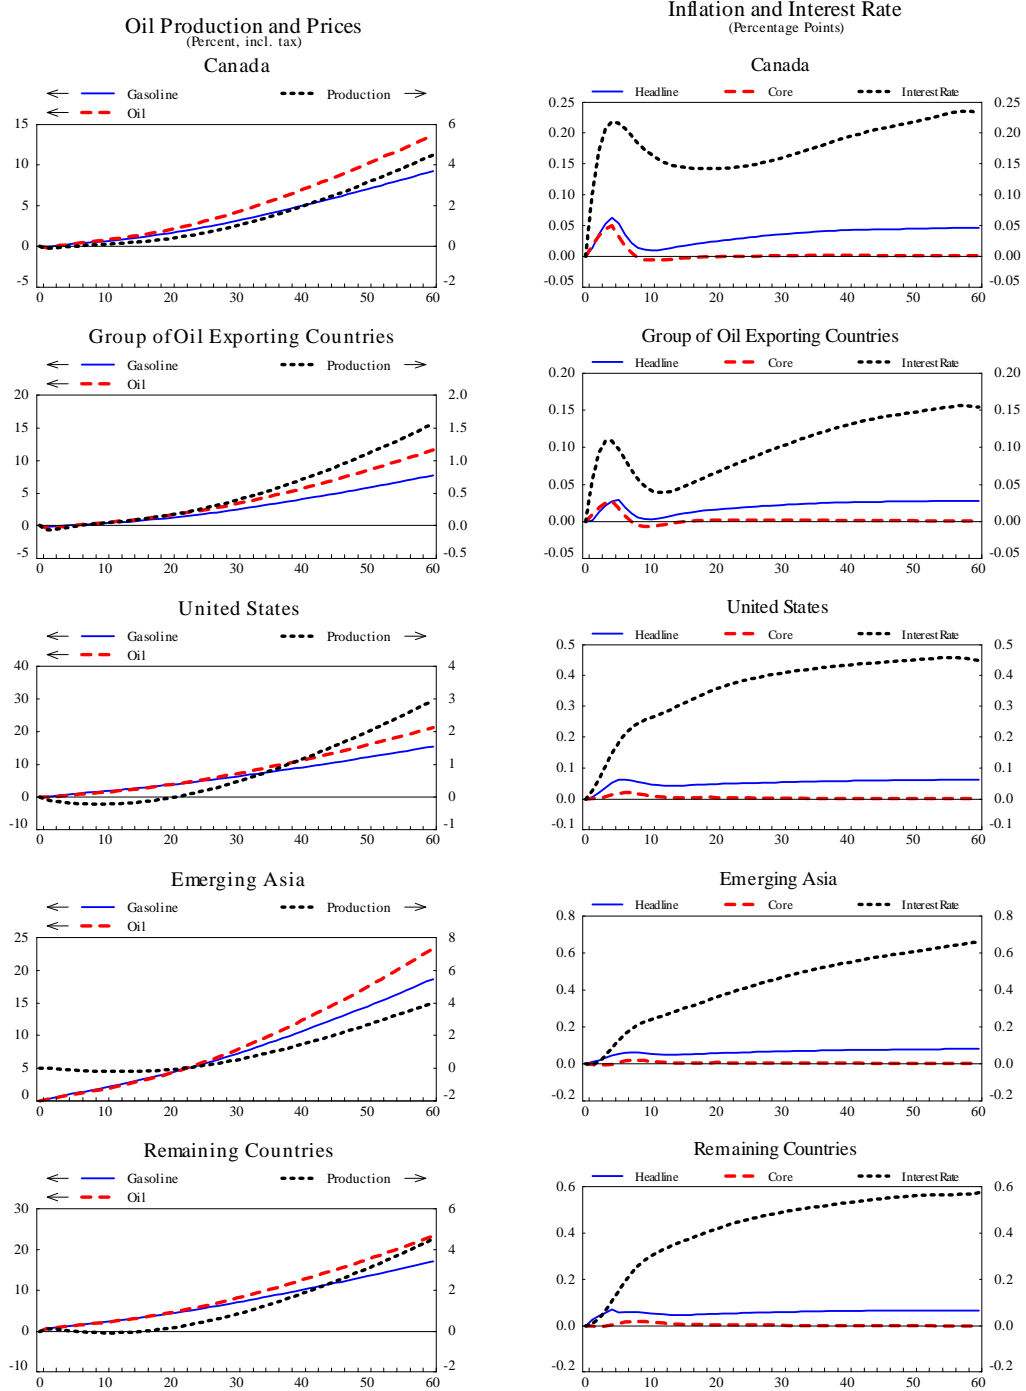 Oil Production and Prices
(Percent, incl. tax)
Canada
Gasoline Production
Oil
15 6
10 4
5 2
0 0
-5 -2
0 10 20 30 40 50 60
Group of Oil Exporting Countries
Gasoline Production
Oil
20 2.0
15 1.5
10 1.0
5 0.5
0 0.0
-5 -0.5
0 10 20 30 40 50 60
United States
Gasoline Production
Oil
40 4
30 3
20 2
10 1
0 0
-10 -1
0 10 20 30 40 50 60
Emerging Asia
Gasoline Production
Oil
25 8
20 6
15 4
10 2
5 0
0 -2
0 10 20 30 40 50 60
Remaining Countries
Gasoline Production
Oil
30 6
20 4
10 2
0 0
-10 -2
0 10 20 30 40 50 60
Inflation and Interest Rate
(Percentage Points)
Canada
Headline Core Interest Rate
0.25 0.25
0.20 0.20
0.15 0.15
0.10 0.10
0.05 0.05
0.00 0.00
-0.05 -0.05
0 10 20 30 40 50 60
Group of Oil Exporting Countries
Headline Core Interest Rate
0.20 0.20
0.15 0.15
0.10 0.10
0.05 0.05
0.00 0.00
-0.05 -0.05
0 10 20 30 40 50 60
United States
Headline Core Interest Rate
0.5 0.5
0.4 0.4
0.3 0.3
0.2 0.2
0.1 0.1
0.0 0.0
-0.1 -0.1
0 10 20 30 40 50 60
Emerging Asia
Headline Core Interest Rate
0.8 0.8
0.6 0.6
0.4 0.4
0.2 0.2
0.0 0.0
-0.2 -0.2
0 10 20 30 40 50 60
Remaining Countries
Headline Core Interest Rate
0.6 0.6
0.4 0.4
0.2 0.2
0.0 0.0
-0.2 -0.2
0 10 20 30 40 50 60